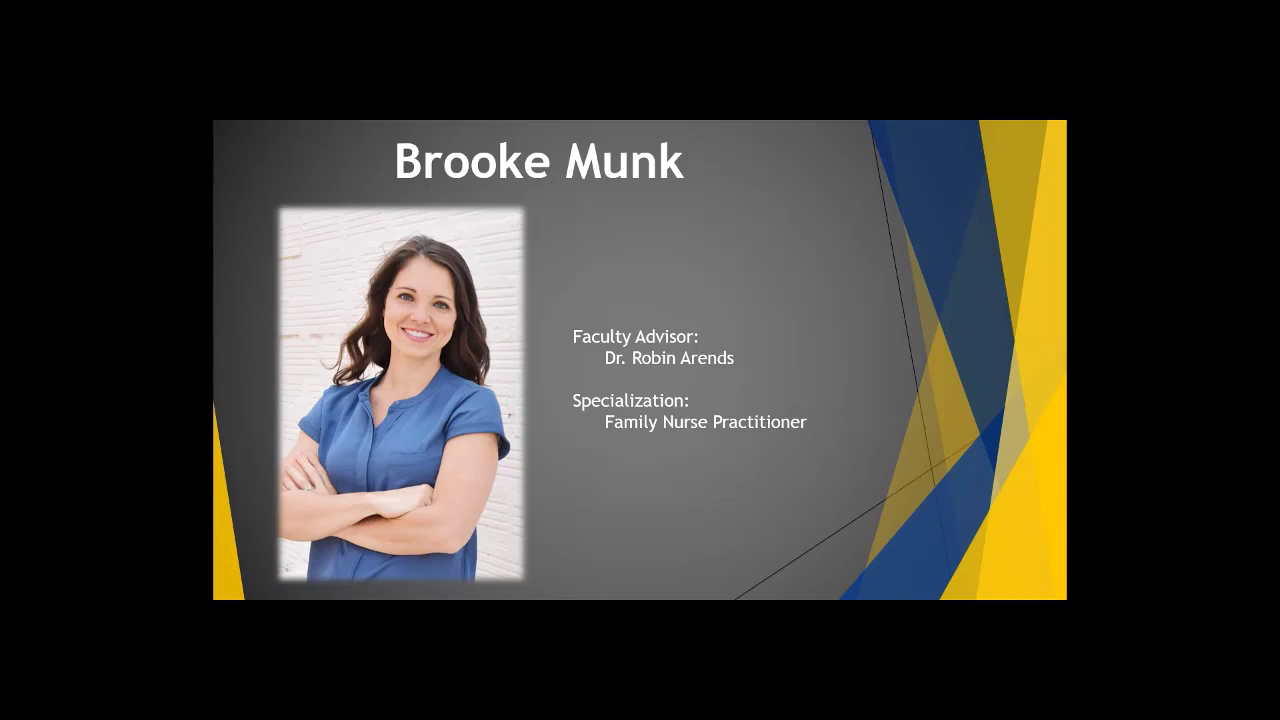 Brooke Munk
Faculty Advisor:
Dr. Robin Arends
Specialization:
Family Nurse Practitioner